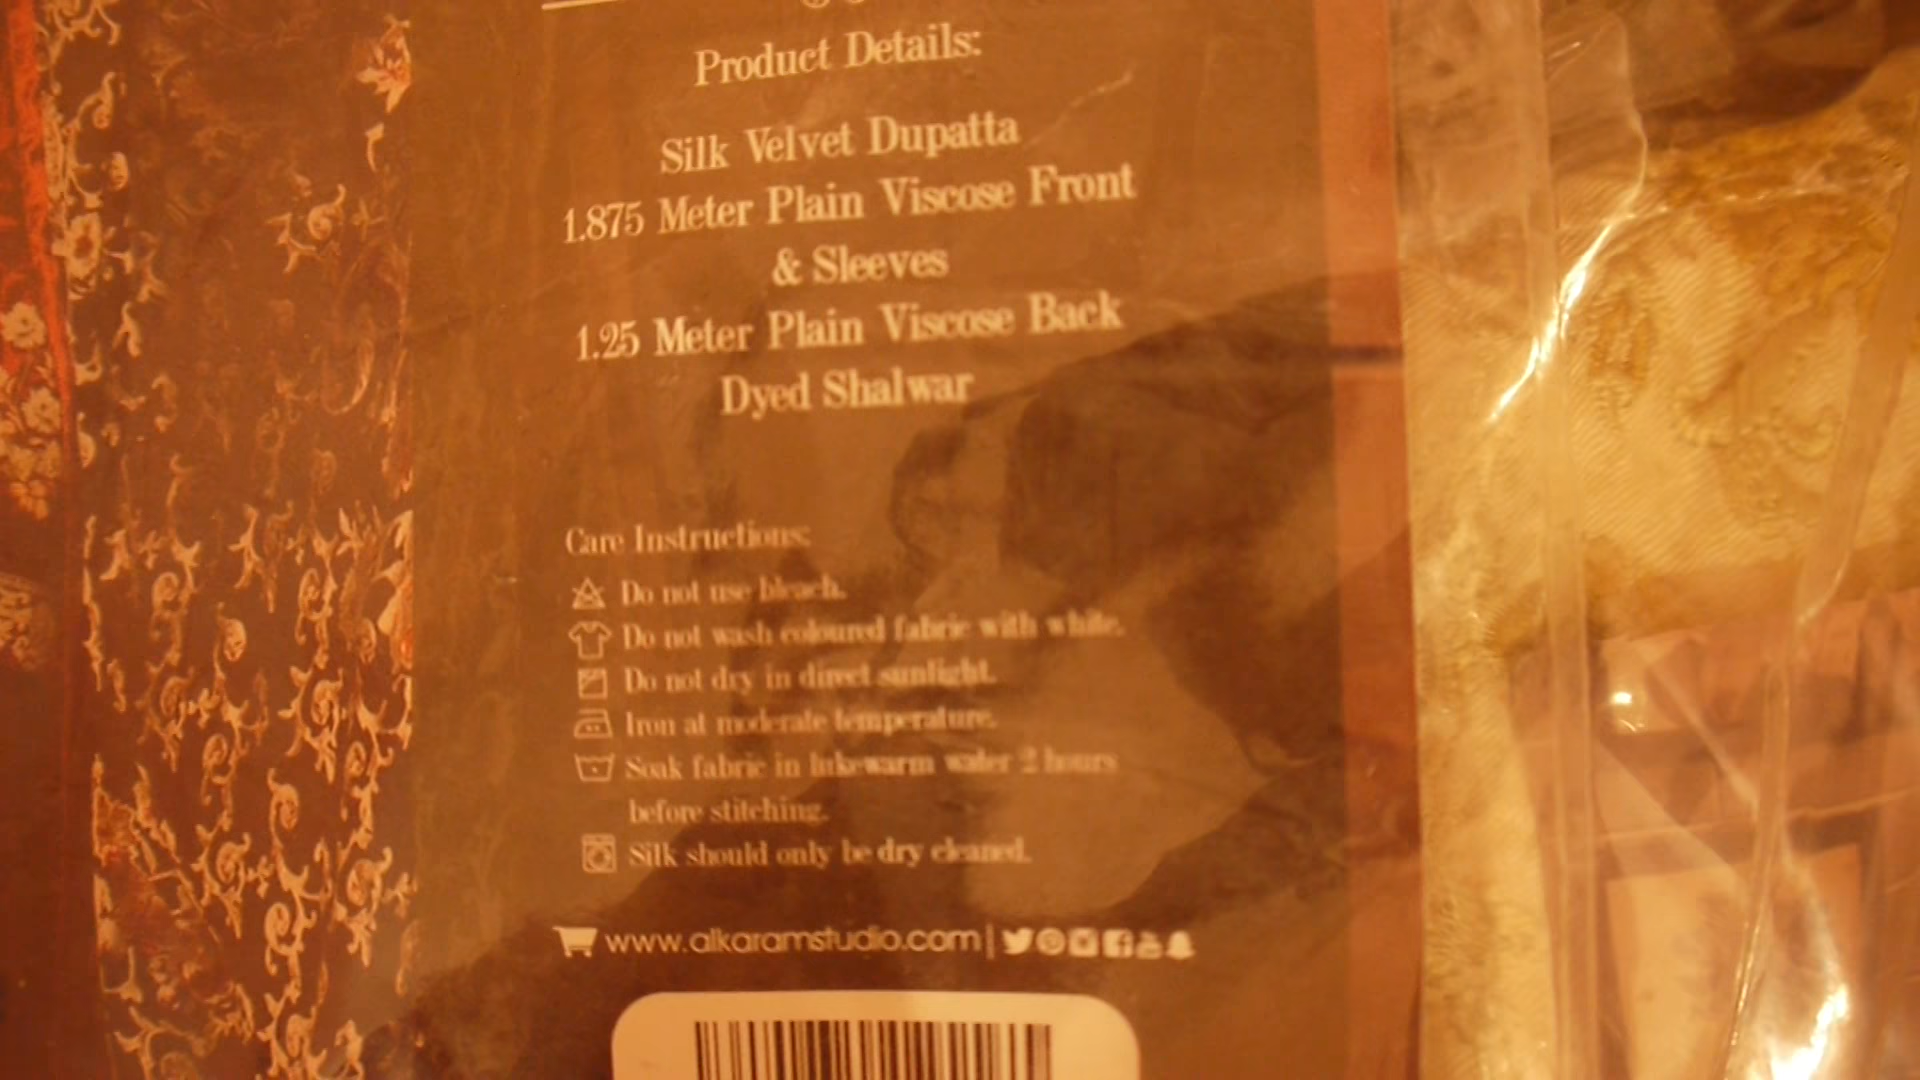 Product Details:
Silk Velvet Dupatta
1.875 Meter Plain Viscose Front
& Sleeves
1.25 Meter Plain Viscose Back
Dyed Shalwar
Care Instructions:
Do not use bleach.
Do not wash coloured fabric with white.
Do not dry in direct sunlight.
Iron at moderate temperature.
Soak fabric in lukewarm water 2 hours
before stitching.
Silk should only be dry cleaned.
www.alkaramstudio.com |